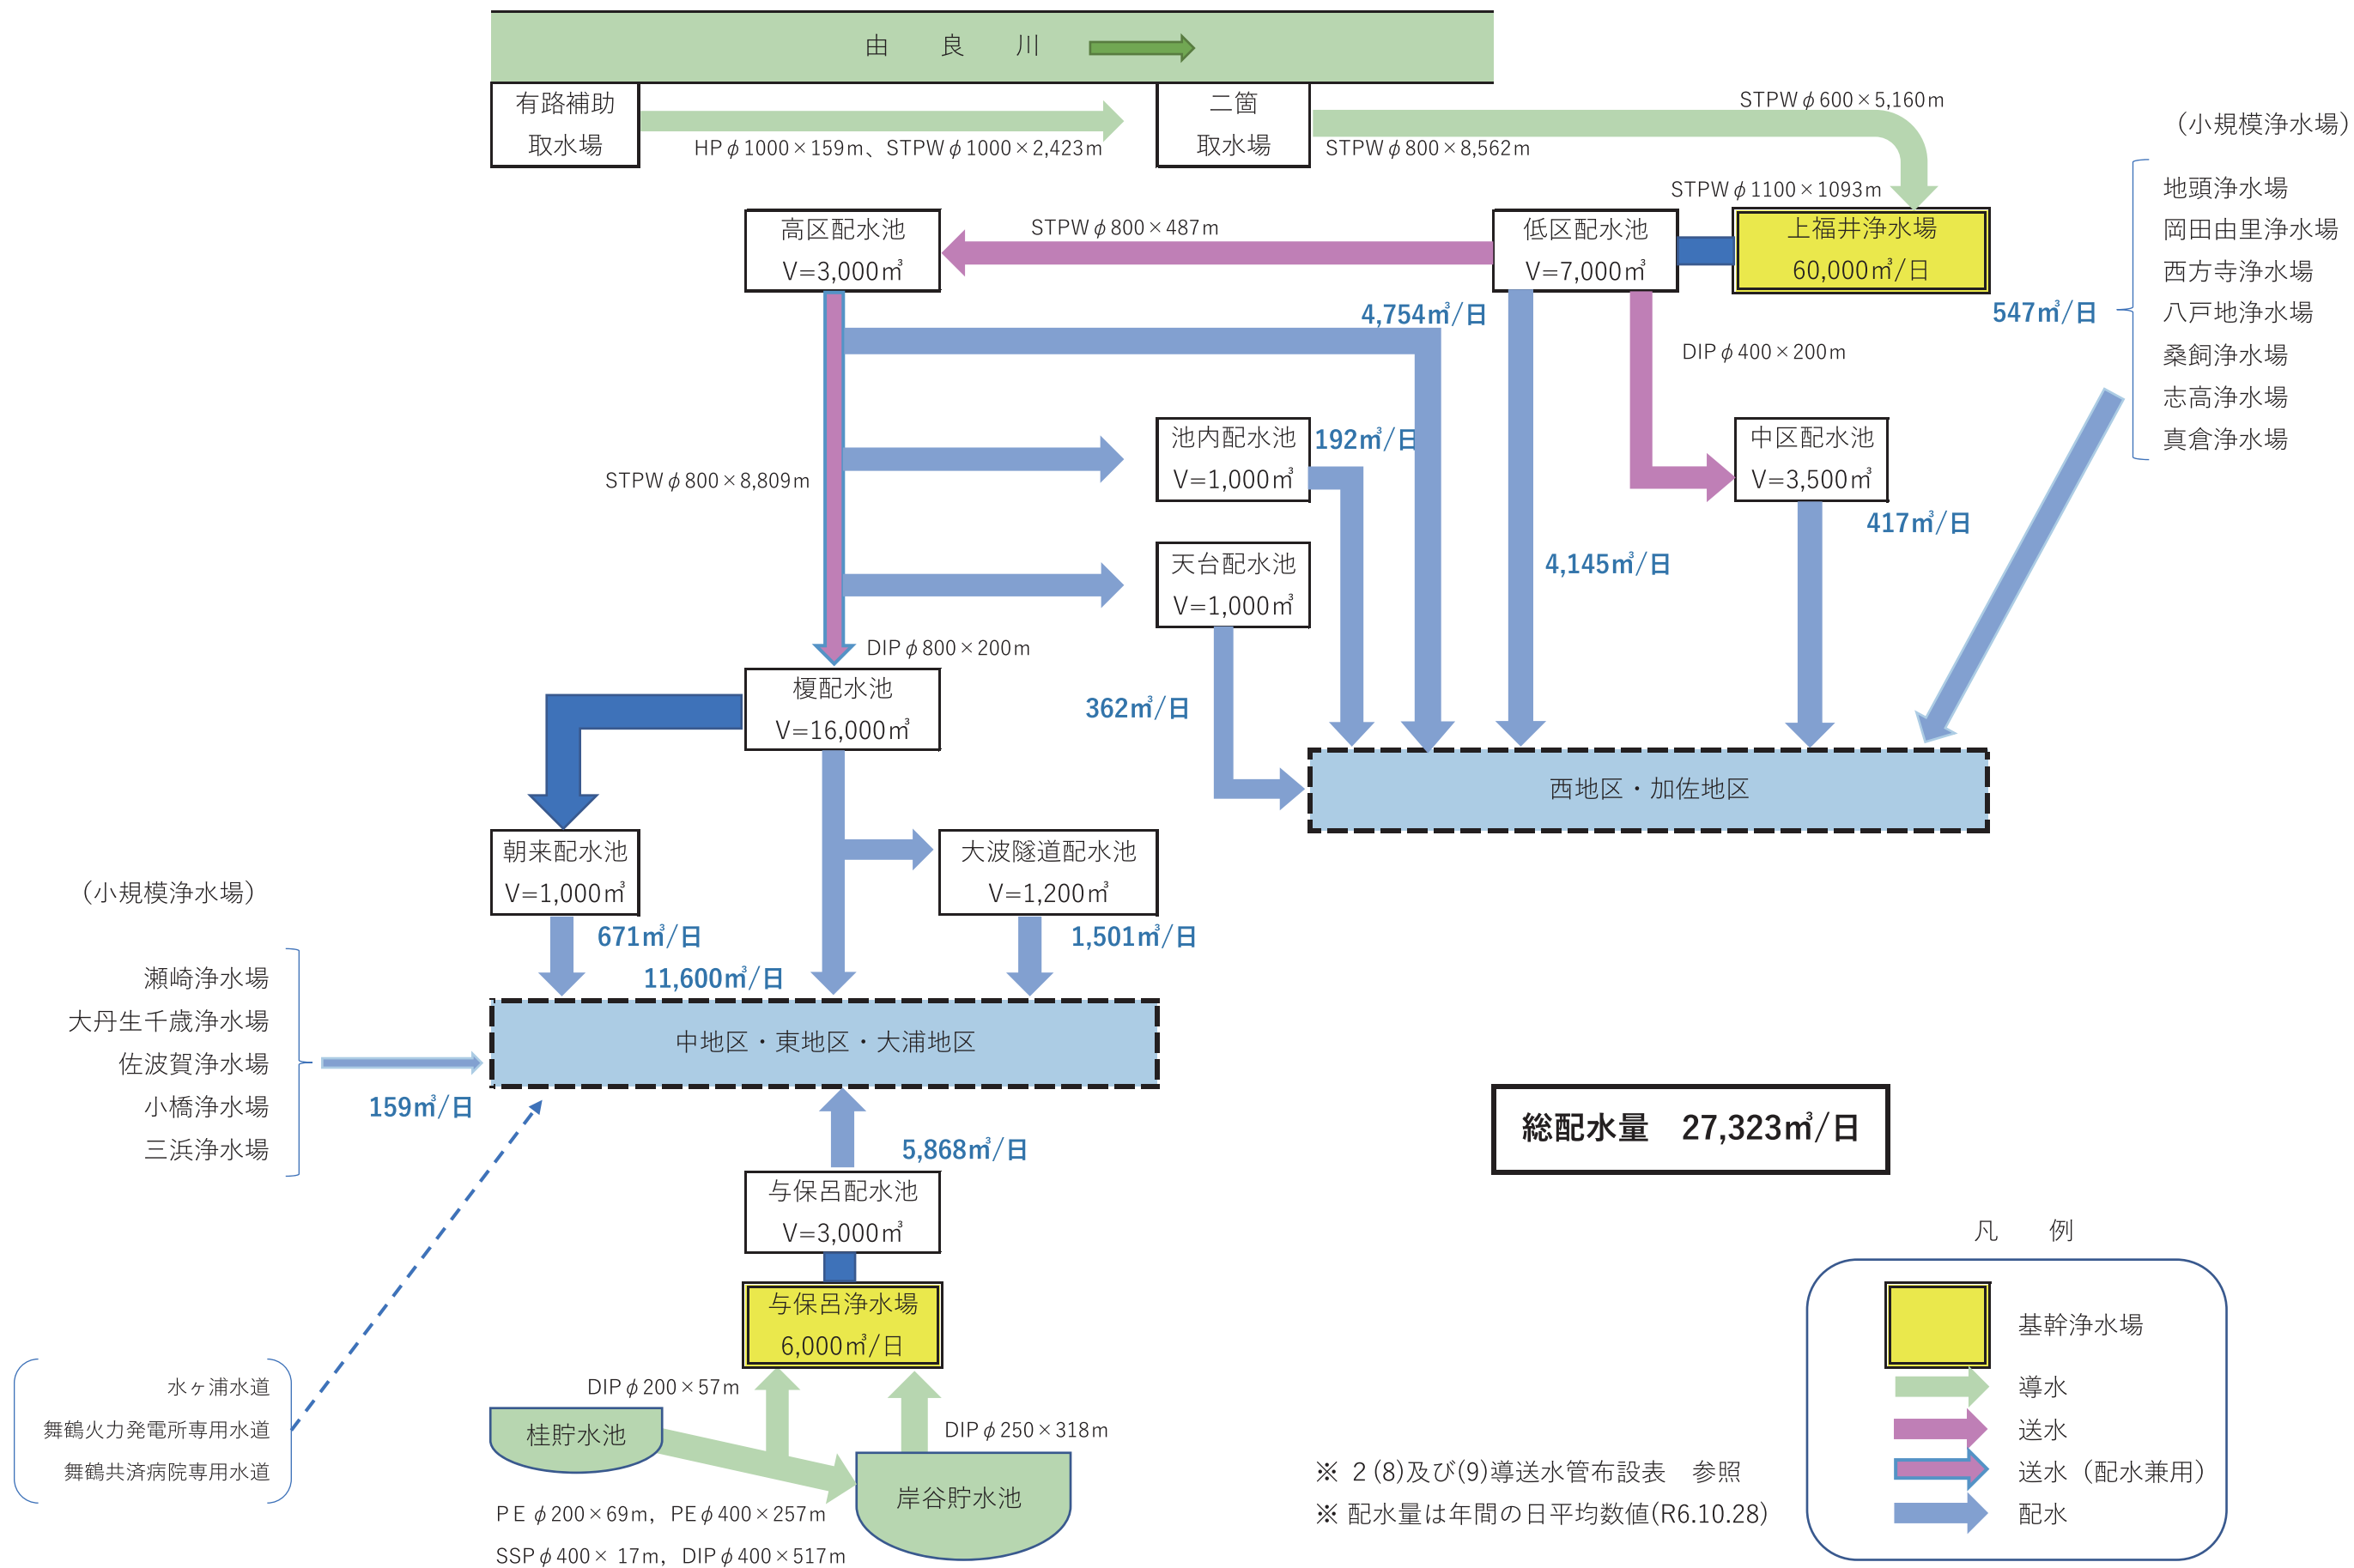 由　良　川
有路補助
取水場
二箇
取水場
HPφ1000×159m、STPWφ1000×2,423m
STPWφ800×8,562m
STPWφ600×5,160m
STPWφ1100×1093m
（小規模浄水場）
地頭浄水場
岡田由里浄水場
西方寺浄水場
八戸地浄水場
桑飼浄水場
志高浄水場
真倉浄水場
547㎥/日
高区配水池
V=3,000㎥
STPWφ800×487m
低区配水池
V=7,000㎥
上福井浄水場
60,000㎥/日
4,754㎥/日
DIPφ400×200m
池内配水池
V=1,000㎥
192㎥/日
中区配水池
V=3,500㎥
STPWφ800×8,809m
417㎥/日
天台配水池
V=1,000㎥
4,145㎥/日
DIPφ800×200m
榎配水池
V=16,000㎥
362㎥/日
西地区・加佐地区
朝来配水池
V=1,000㎥
大波隧道配水池
V=1,200㎥
671㎥/日
11,600㎥/日
1,501㎥/日
（小規模浄水場）
瀬崎浄水場
大丹生千歳浄水場
佐波賀浄水場
小橋浄水場
三浜浄水場
159㎥/日
中地区・東地区・大浦地区
5,868㎥/日
総配水量　27,323㎥/日
与保呂配水池
V=3,000㎥
与保呂浄水場
6,000㎥/日
DIPφ200×57m
桂貯水池
DIPφ250×318m
岸谷貯水池
PEφ200×69m，PEφ400×257m
SSPφ400× 17m，DIPφ400×517m
水ヶ浦水道
舞鶴火力発電所専用水道
舞鶴共済病院専用水道
※ 2 (8)及び(9)導送水管布設表　参照
※ 配水量は年間の日平均数値(R6.10.28)
凡　例
基幹浄水場
導水
送水
送水（配水兼用）
配水